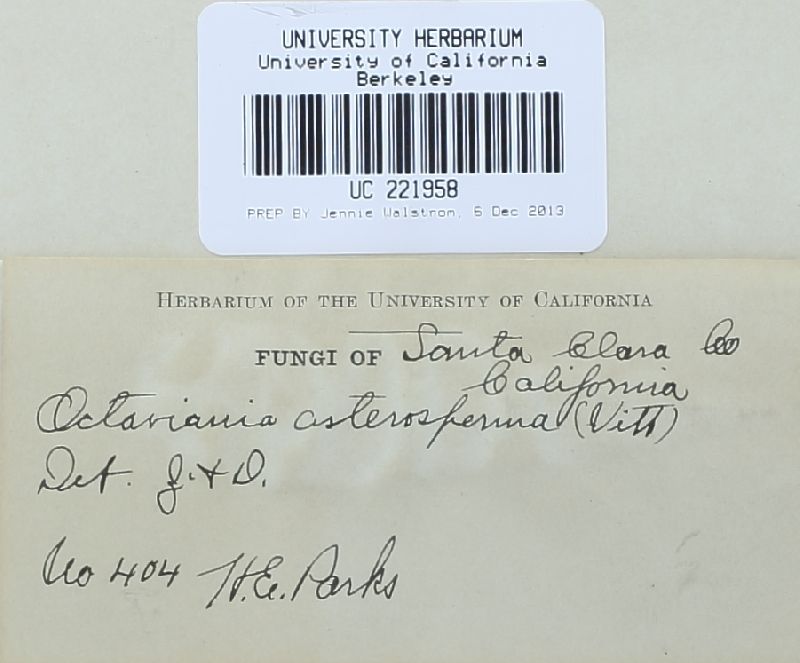 UNIVERSITY HERBARIUM
University of California
Berkeley
UC 221958
PREP BY Jennie Walstrom, 6 Dec 2013
HERBARIUM OF THE UNIVERSITY OF CALIFORNIA
FUNGI OF Santa Clara Co
California
Octaviania asterosperma (Vitt)
Det. Z. & D.
No 404 H.E. Parks